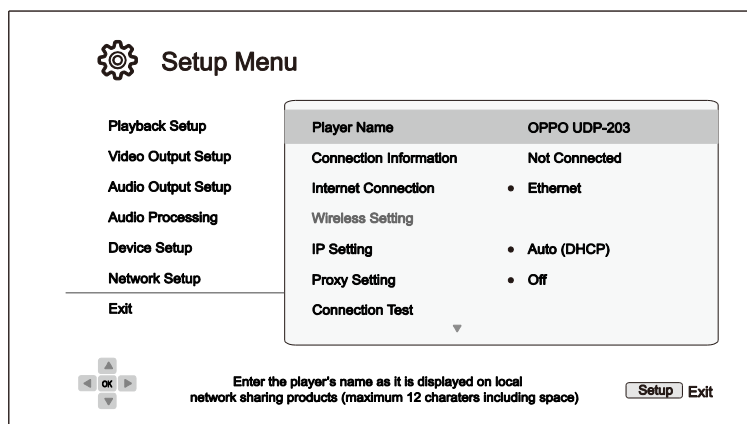 Setup Menu
Playback Setup
Video Output Setup
Audio Output Setup
Audio Processing
Device Setup
Network Setup
Exit
Player Name OPPO UDP-203
Connection Information Not Connected
Internet Connection • Ethernet
Wireless Setting
IP Setting • Auto (DHCP)
Proxy Setting • Off
Connection Test
OK
Enter the player's name as it is displayed on local
network sharing products (maximum 12 charaters including space)
Setup Exit